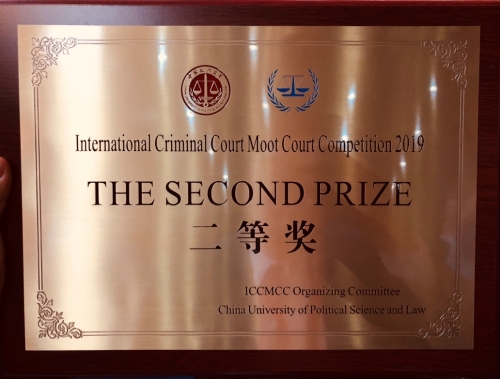 International Criminal Court Moot Court Competition 2019
THE SECOND PRIZE
二等奖
ICCMCC Organizing Committee
China University of Political Science and Law